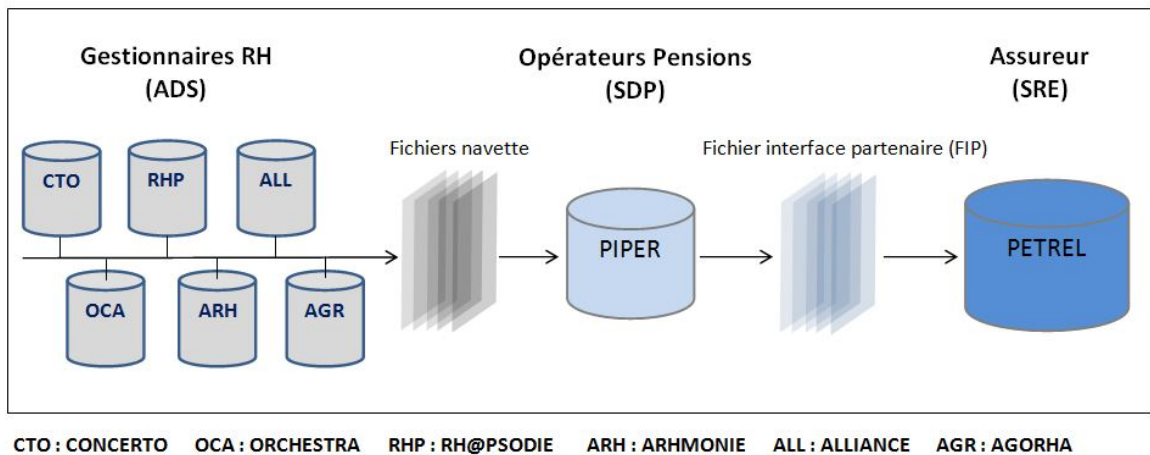 Gestionnaires RH
(ADS)
Opérateurs Pensions
(SDP)
Assureur
(SRE)
Fichiers navette
Fichier interface partenaire (FIP)
CTO
RHP
ALL
PIPER
PETREL
OCA
ARH
AGR
CTO : CONCERTO OCA : ORCHESTRA RHP : RH@PSODIE ARH : ARHMONIE ALL : ALLIANCE AGR : AGORHA